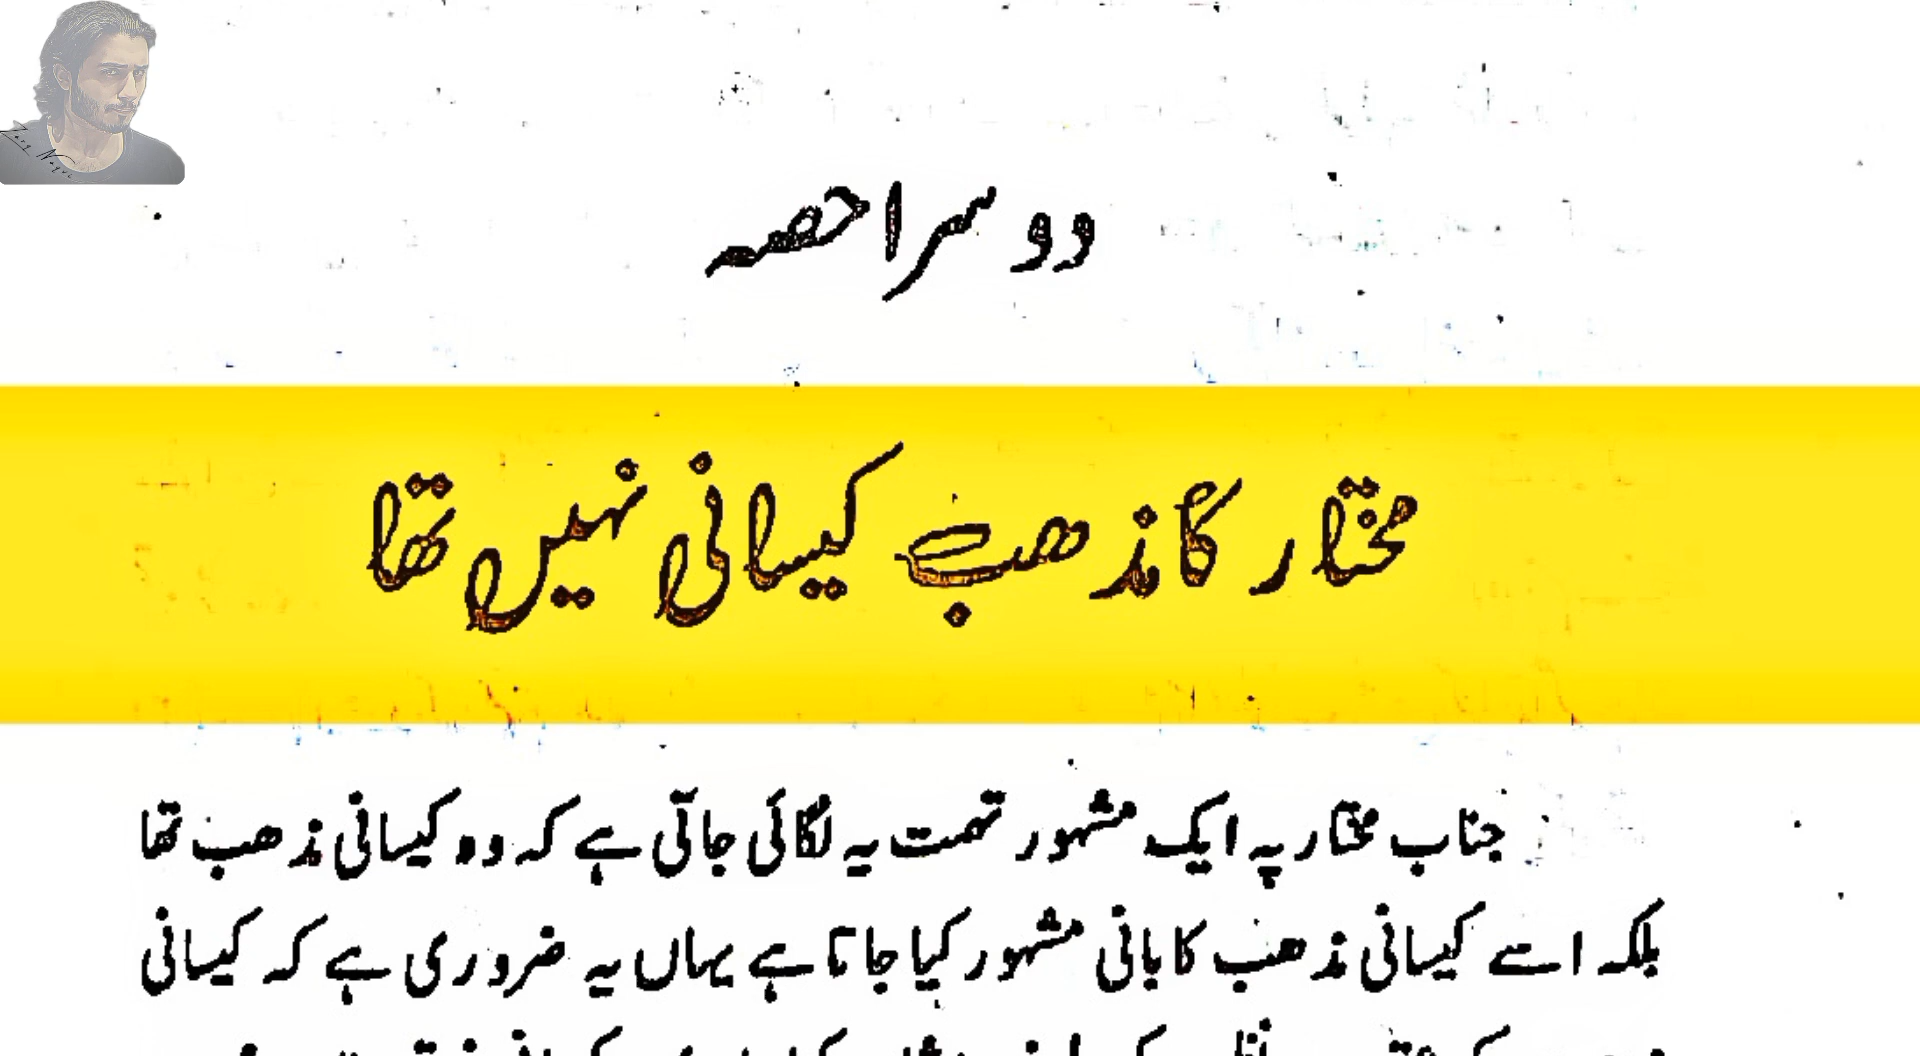 Zary Naqvi
دوسرا حصہ
مختار کا مذھب کیسانی نہیں تھا
جناب مختار پہ ایک مشہور تہمت یہ لگائی جاتی ہے کہ وہ کیسانی مذھب تھا
بلکہ اسے کیسانی مذھب کا بانی مشہور کیا جاتا ہے یہاں یہ ضروری ہے کہ کیسانی